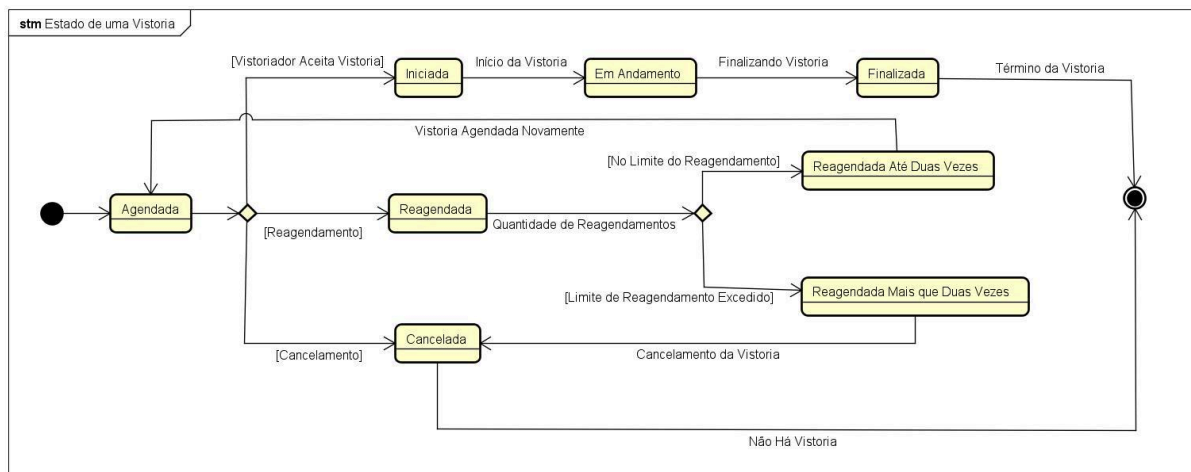 stm Estado de uma Vistoria
[Vistoriador Aceita Vistoria]
Iniciada
Início da Vistoria
Em Andamento
Finalizando Vistoria
Finalizada
Término da Vistoria
Vistoria Agendada Novamente
[No Limite do Reagendamento]
Reagendada Até Duas Vezes
Agendada
[Reagendamento]
Reagendada
Quantidade de Reagendamentos
[Limite de Reagendamento Excedido]
Reagendada Mais que Duas Vezes
[Cancelamento]
Cancelada
Cancelamento da Vistoria
Não Há Vistoria